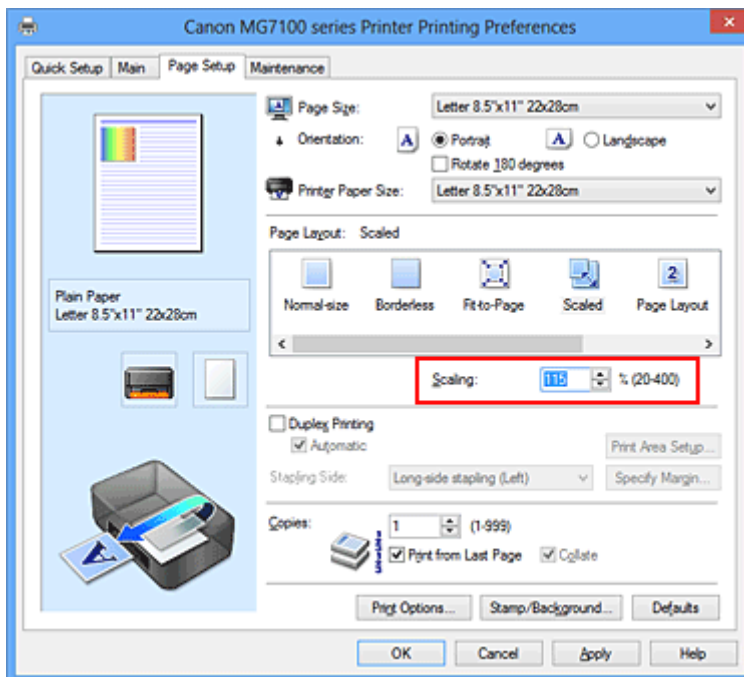 Canon MG7100 series Printer Printing Preferences
Quick Setup Main Page Setup Maintenance
Page Size: Letter 8.5"x11" 22x28cm
Orientation: A Portrait A Landscape
Rotate 180 degrees
Printer Paper Size: Letter 8.5"x11" 22x28cm
Page Layout: Scaled
2
Normal-size Borderless Fit-to-Page Scaled Page Layout
Plain Paper
Letter 8.5"x11" 22x28cm
Scaling: 115 % (20-400)
Duplex Printing
Automatic Print Area Setup...
Stapling Side: Long-side stapling (Left) Specify Margin...
Copies: 1 (1-999)
Print from Last Page Collate
A
Print Options... Stamp/Background... Defaults
OK Cancel Apply Help